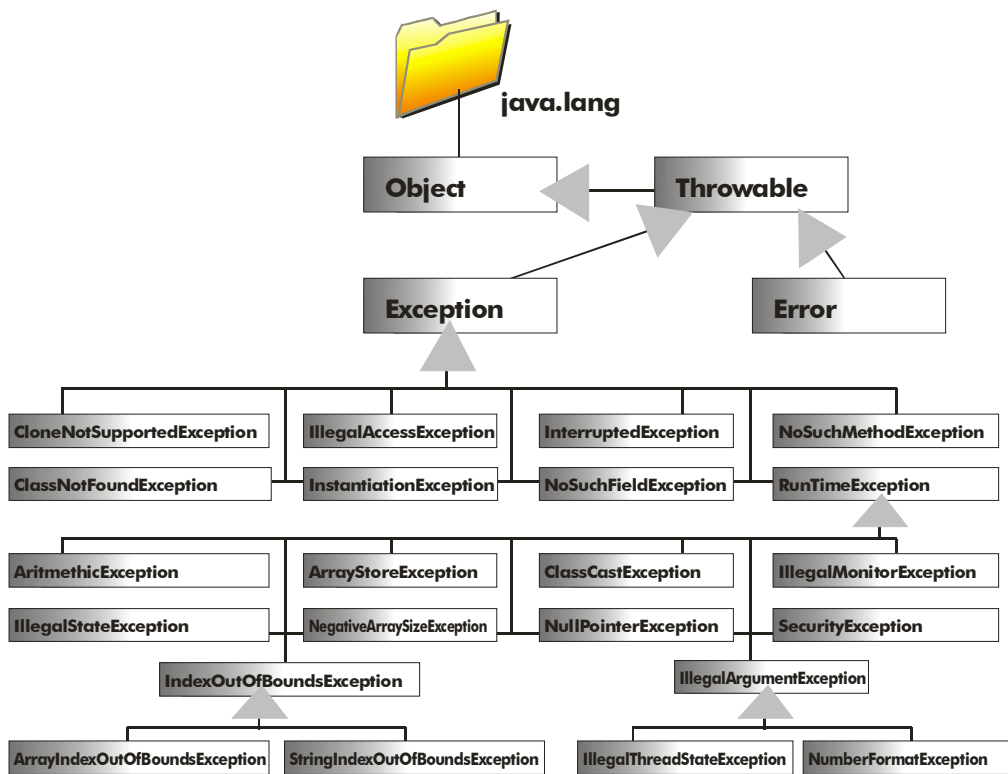 java.lang
Object
Throwable
Exception
Error
CloneNotSupportedException
IllegalAccessException
InterruptedException
NoSuchMethodException
ClassNotFoundException
InstantiationException
NoSuchFieldException
RunTimeException
AritmethicException
ArrayStoreException
ClassCastException
IllegalMonitorException
IllegalStateException
NegativeArraySizeException
NullPointerException
SecurityException
IndexOutOfBoundsException
IllegalArgumentException
ArrayIndexOutOfBoundsException
StringIndexOutOfBoundsException
IllegalThreadStateException
NumberFormatException